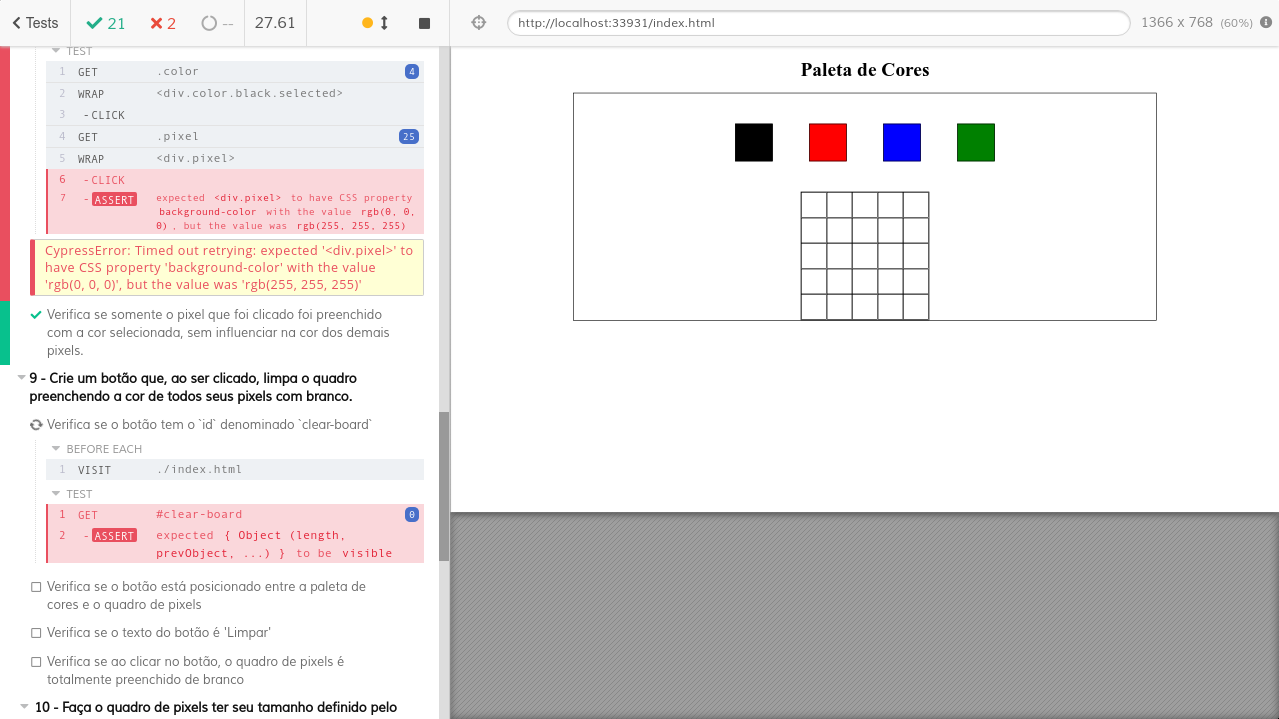 Tests
21
2
--
27.61
http://localhost:33931/index.html
1366 x 768 (60%)
TEST
1 GET .color 4
2 WRAP <div.color.black.selected>
3 -CLICK
4 GET .pixel 25
5 WRAP <div.pixel>
6 -CLICK
7 -ASSERT expected <div.pixel> to have CSS property
background-color with the value rgb(0, 0,
0) , but the value was rgb(255, 255, 255)
CypressError: Timed out retrying: expected '<div.pixel>' to
have CSS property 'background-color' with the value
'rgb(0, 0, 0)', but the value was 'rgb(255, 255, 255)'
Verifica se somente o pixel que foi clicado foi preenchido
com a cor selecionada, sem influenciar na cor dos demais
pixels.
9 - Crie um botão que, ao ser clicado, limpa o quadro
preenchendo a cor de todos seus pixels com branco.
Verifica se o botão tem o `id` denominado `clear-board`
BEFORE EACH
1 VISIT ./index.html
TEST
1 GET #clear-board 0
2 -ASSERT expected { Object (length,
prevObject, ...) } to be visible
Verifica se o botão está posicionado entre a paleta de
cores e o quadro de pixels
Verifica se o texto do botão é 'Limpar'
Verifica se ao clicar no botão, o quadro de pixels é
totalmente preenchido de branco
10 - Faça o quadro de pixels ter seu tamanho definido pelo
Paleta de Cores